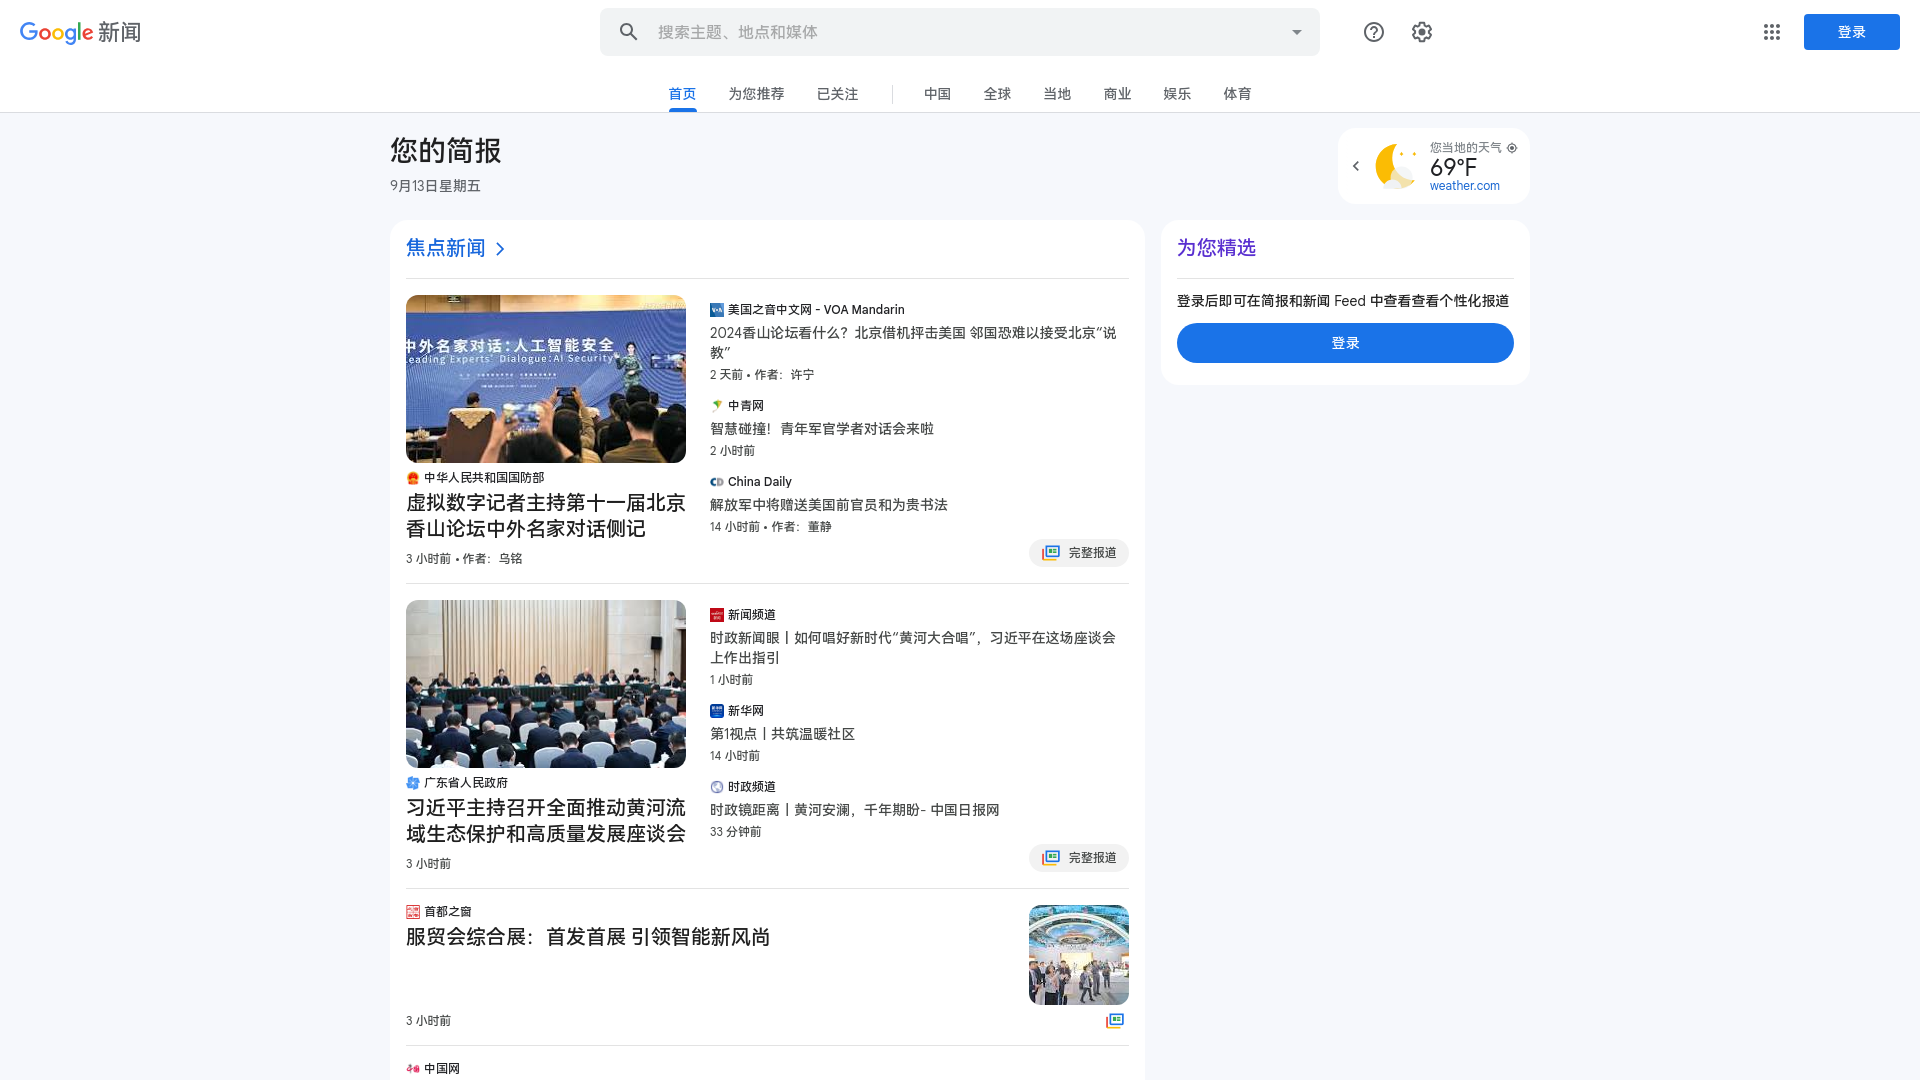 Google 新闻
搜索主题、地点和媒体
登录
首页
为您推荐
已关注
中国
全球
当地
商业
娱乐
体育
您的简报
9月13日星期五
您当地的天气
69°F
weather.com
焦点新闻
中外名家对话:人工智能安全
Leading Experts' Dialogue:AI Security
中华人民共和国国防部
虚拟数字记者主持第十一届北京
香山论坛中外名家对话侧记
3 小时前 • 作者：乌铭
美国之音中文网 - VOA Mandarin
2024香山论坛看什么？北京借机抨击美国 邻国恐难以接受北京“说
教”
2 天前 • 作者：许宁
中青网
智慧碰撞！青年军官学者对话会来啦
2 小时前
China Daily
解放军中将赠送美国前官员和为贵书法
14 小时前 • 作者：董静
完整报道
广东省人民政府
习近平主持召开全面推动黄河流
域生态保护和高质量发展座谈会
3 小时前
新闻频道
时政新闻眼丨如何唱好新时代“黄河大合唱”，习近平在这场座谈会
上作出指引
1 小时前
新华网
第1视点丨共筑温暖社区
14 小时前
时政频道
时政镜距离丨黄河安澜，千年期盼- 中国日报网
33 分钟前
完整报道
首都之窗
服贸会综合展：首发首展 引领智能新风尚
3 小时前
中国网
为您精选
登录后即可在简报和新闻 Feed 中查看查看个性化报道
登录